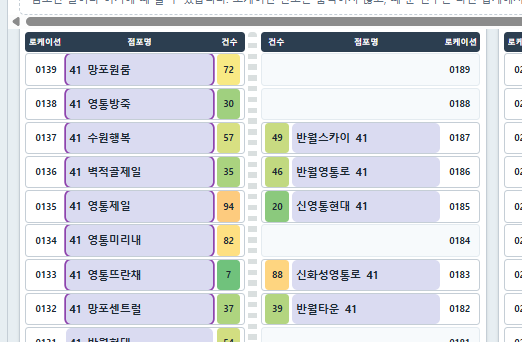 로케이션 점포명 건수 건수 점포명 로케이션
0139 41 망포원룸 72 0189
0138 41 영통방죽 30 0188
0137 41 수원행복 57 49 반월스카이 41 0187
0136 41 벽적골제일 35 46 반월영통로 41 0186
0135 41 영통제일 94 20 신영통현대 41 0185
0134 41 영통미리내 82 0184
0133 41 영통뜨란채 7 88 신화성영통로 41 0183
0132 41 망포센트럴 37 39 반월타운 41 0182